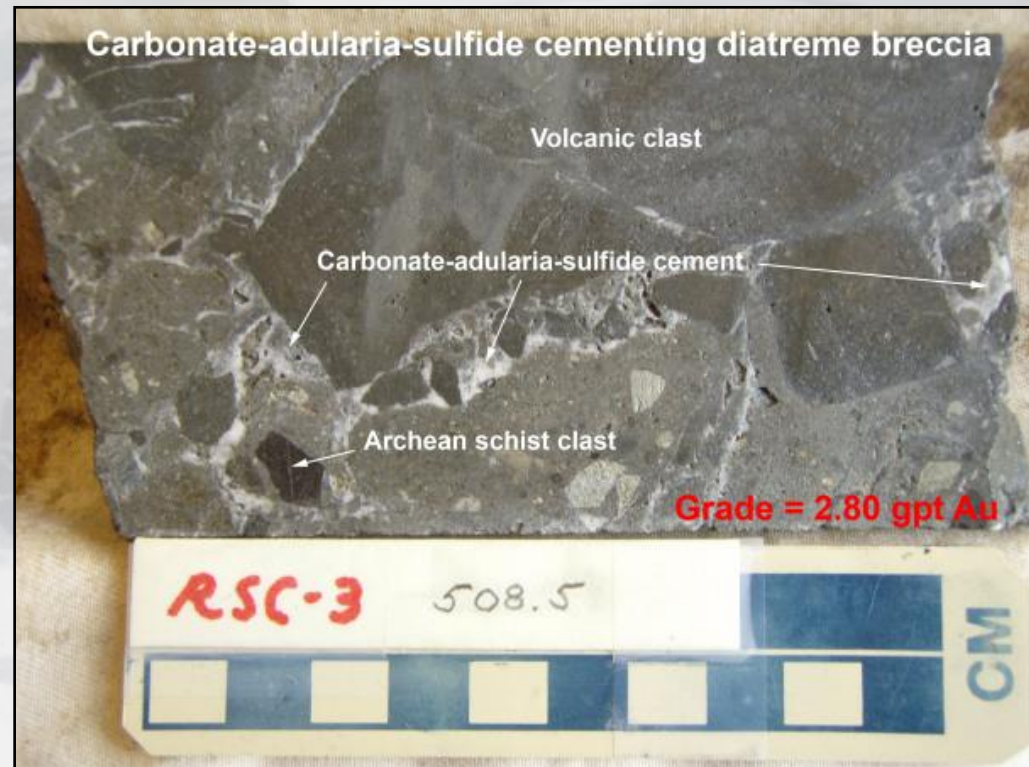 Carbonate-adularia-sulfide cementing diatreme breccia
Volcanic clast
Carbonate-adularia-sulfide cement
Archean schist clast
Grade = 2.80 gpt Au
RSC-3 508.5
CM